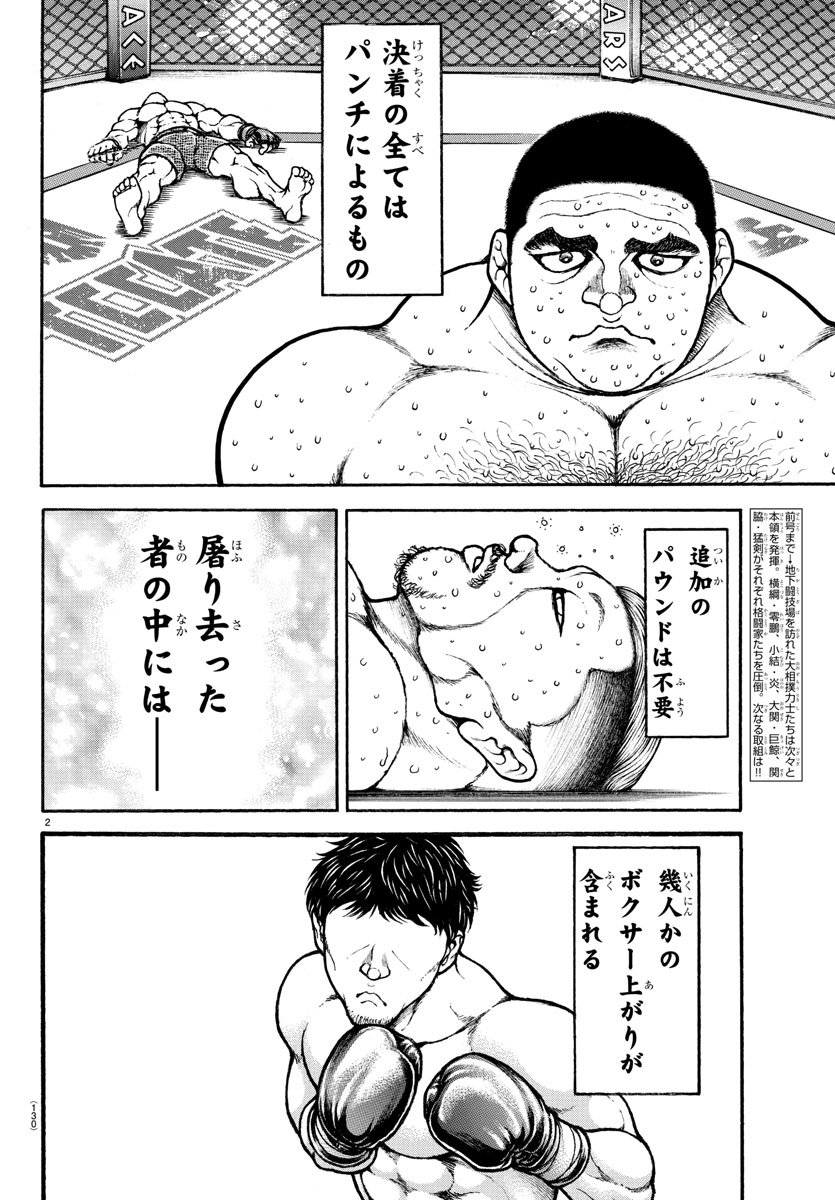 決着の全ては
パンチによるもの
ACE
ARS
TECATE
追加の
パウンドは不要
屠り去った
者の中には——
前号まで→地下闘技場を訪れた大相撲力士たちは次々と
本領を発揮。横綱・零鵬、小結・炎、大関・巨鯨、関
脇・猛剣がそれぞれ格闘家たちを圧倒。次なる取組は!!
2
幾人かの
ボクサー上がりが
含まれる
(130)